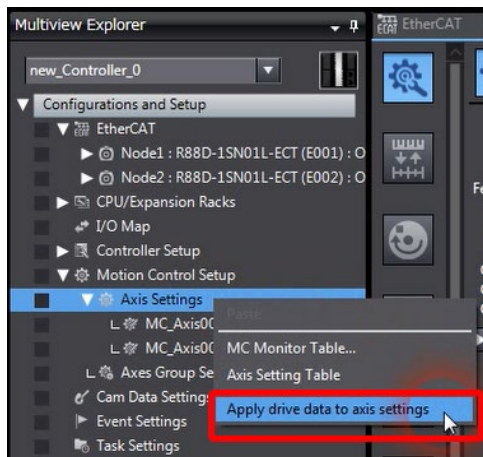 Multiview Explorer
EtherCAT
new_Controller_0
Configurations and Setup
EtherCAT
Node1 : R88D-1SN01L-ECT (E001) : O
Node2 : R88D-1SN01L-ECT (E002) : O
CPU/Expansion Racks
I/O Map
Controller Setup
Motion Control Setup
Axis Settings
Paste
MC_Axis00
MC_Axis00
MC Monitor Table...
Axes Group Se
Axis Setting Table
Cam Data Settings
Apply drive data to axis settings
Event Settings
Task Settings